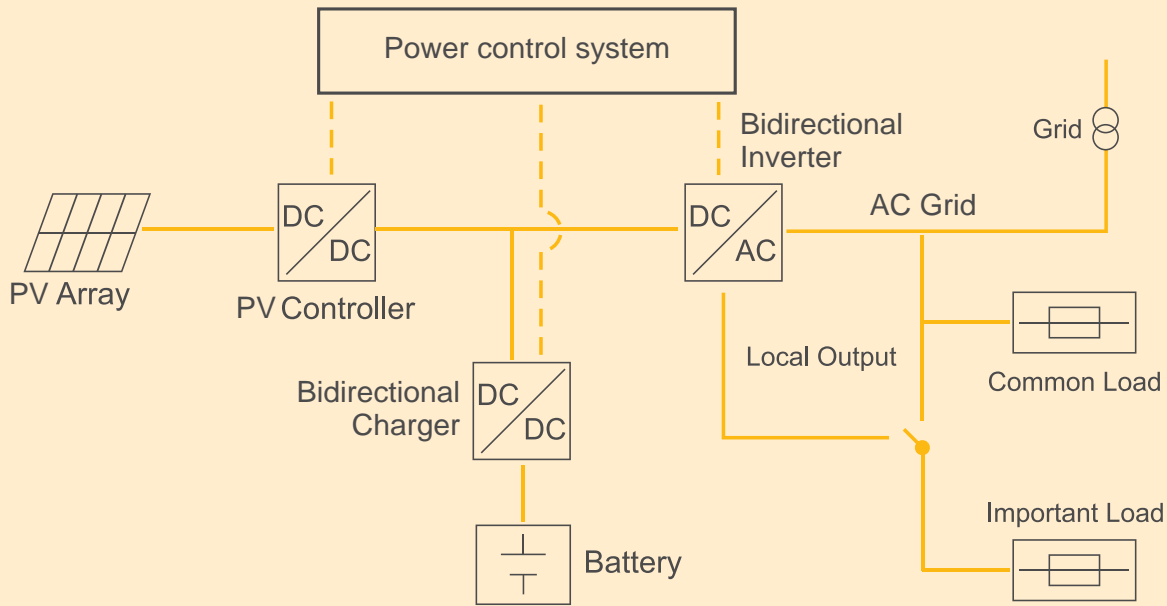 Power control system
Bidirectional
Inverter
Grid
DC
DC
DC
AC
AC Grid
PV Array
PV Controller
Local Output
Common Load
Bidirectional
Charger
DC
DC
Important Load
Battery